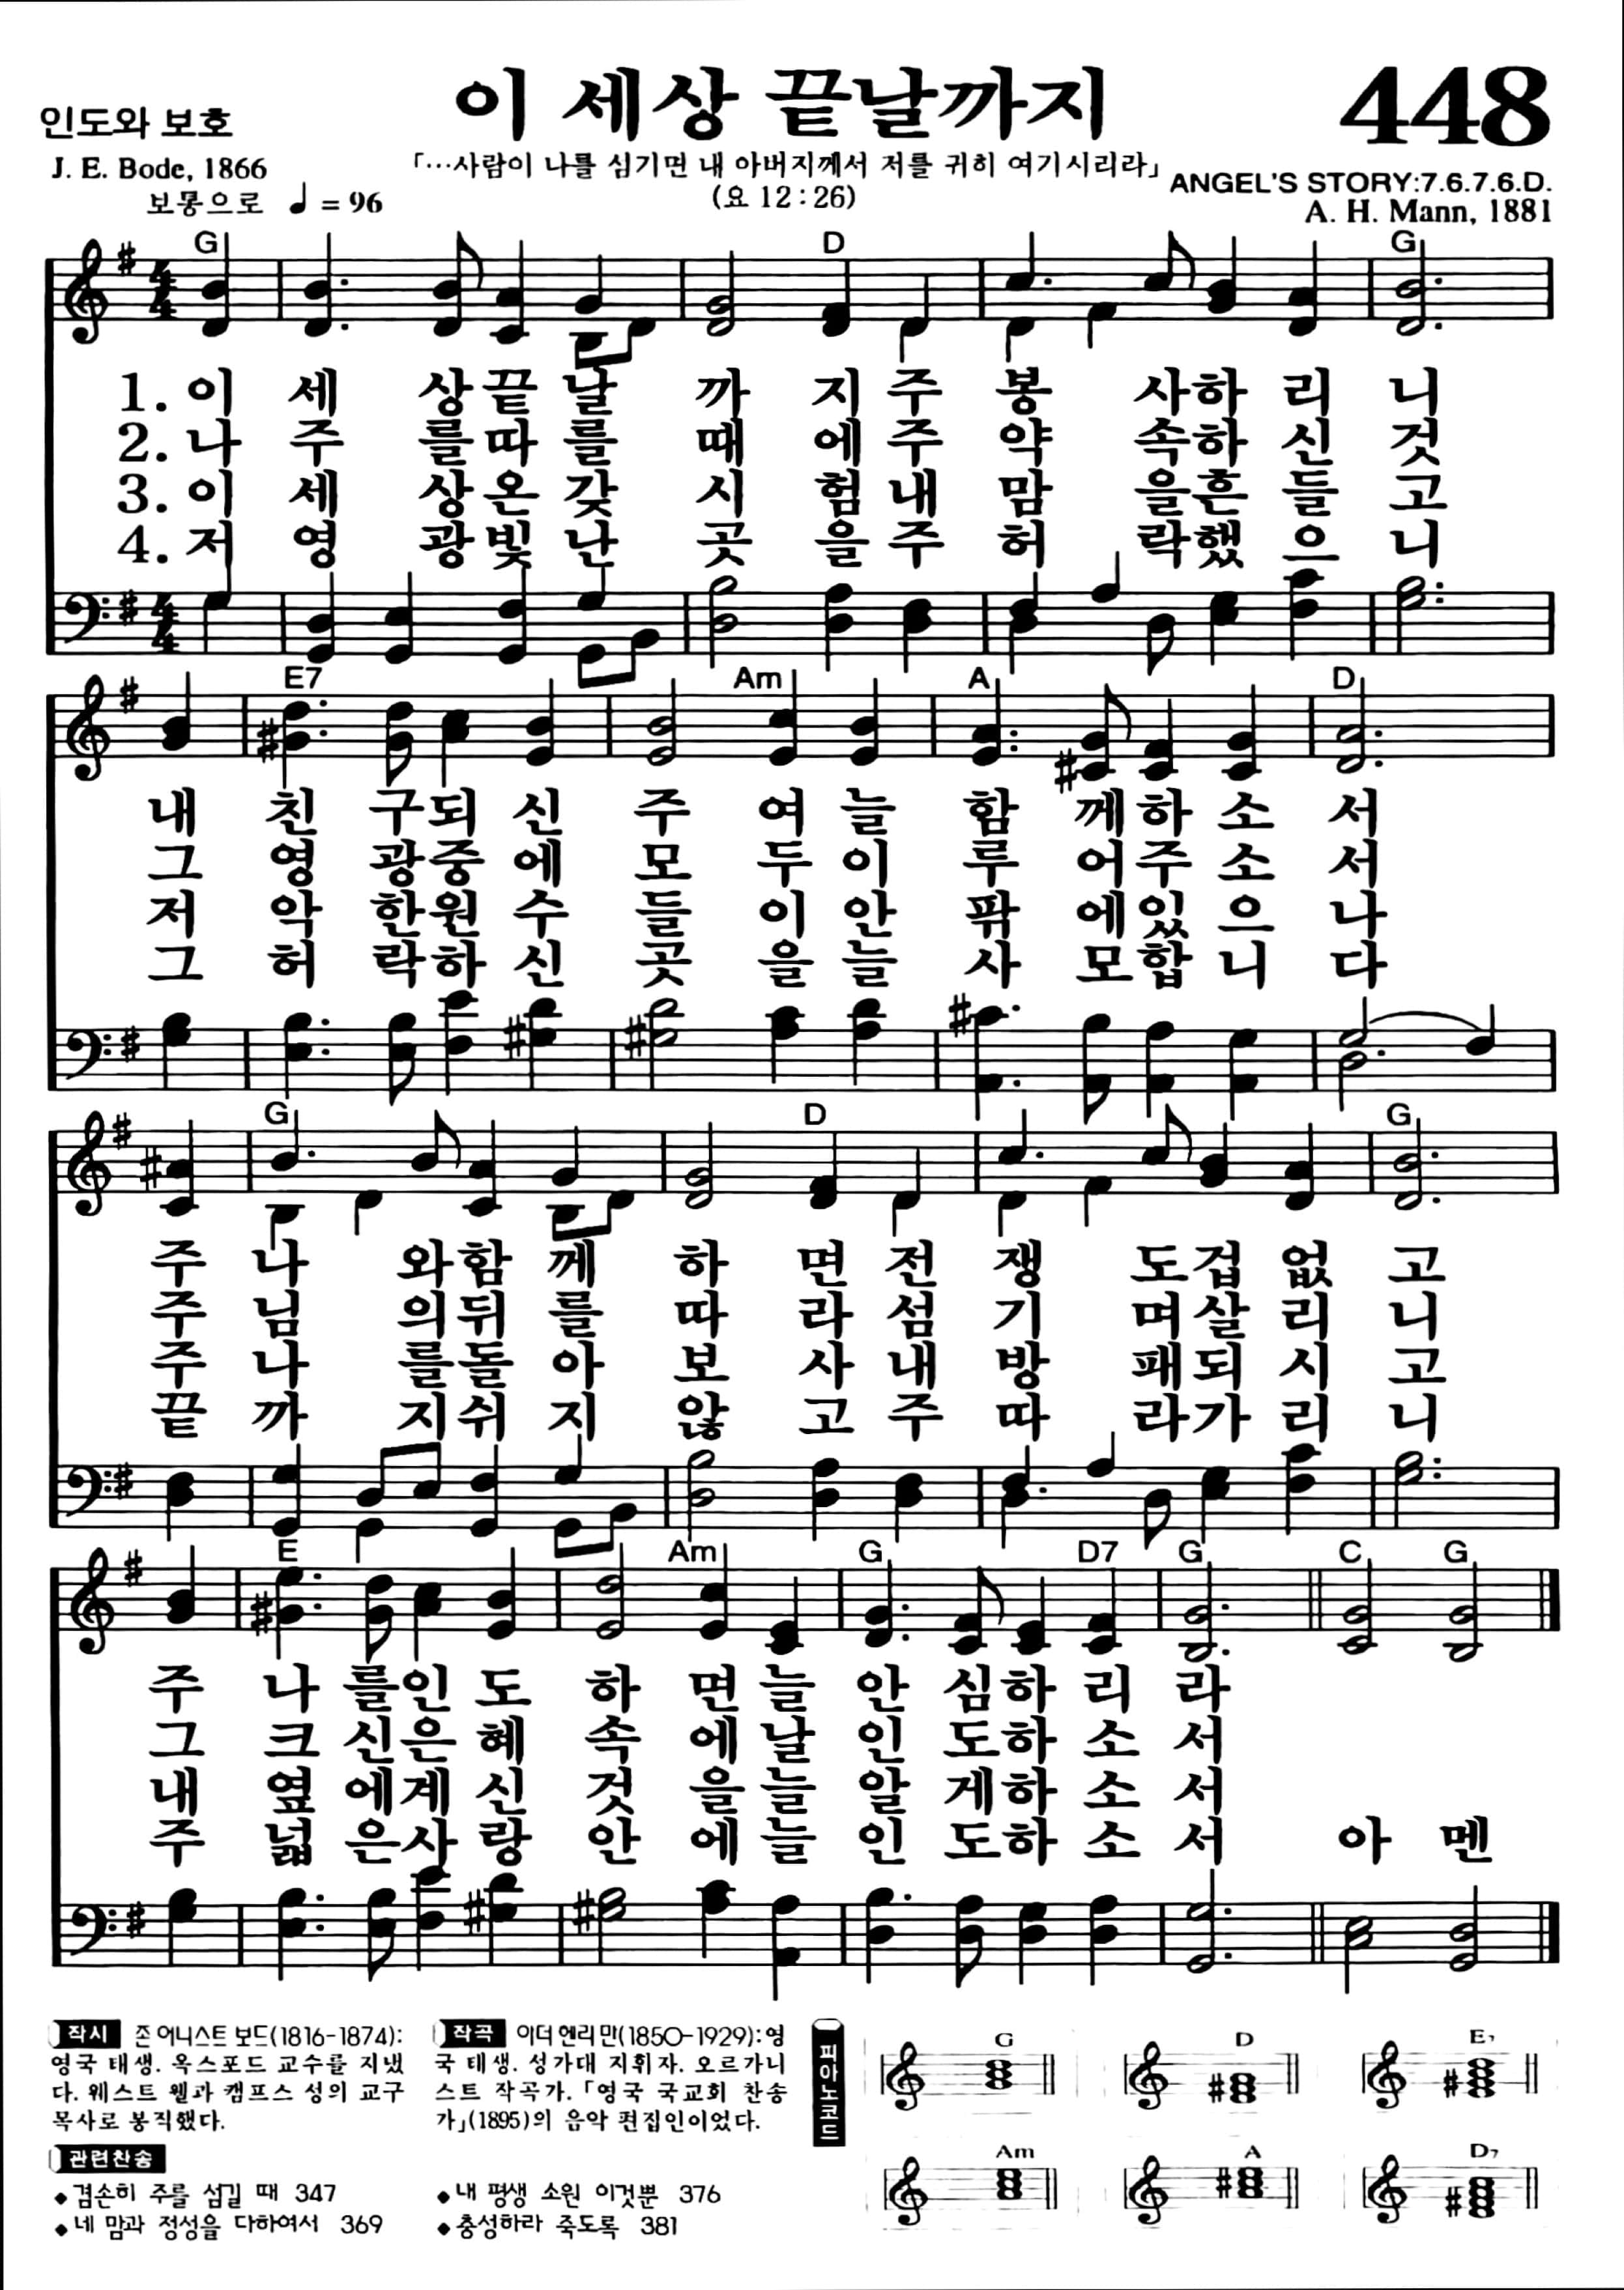 인도와 보호
이 세상 끝날까지
448
J. E. Bode, 1866
「…사람이 나를 심기면 내 아버지께서 저를 귀히 여기시리라」
ANGEL'S STORY:7.6.7.6.D.
보통으로 ♩ = 96
(요 12 : 26)
A. H. Mann, 1881
G D G
1. 이 세 상 끝 날 까 지 주 봉 사 하 리 니
2. 나 주 를 따 를 때 에 주 약 속 하 신 것
3. 이 세 상 온 갖 시 험 내 맘 을 흔 들 고
4. 저 영 광 빛 난 곳 을 주 허 락 했 으 니
E7 Am A D
내 친 구 되 신 주 여 늘 함 께 하 소 서
그 영 광 중 에 모 두 이 루 어 주 소 서
저 악 한 원 수 들 이 안 팎 에 있 으 나
그 허 락 하 신 곳 을 늘 사 모 합 니 다
G D G
주 나 와 함 께 하 면 전 쟁 도 겁 없 고
주 님 의 뒤 를 따 라 섬 기 며 살 리 니
주 나 를 돌 아 보 사 내 방 패 되 시 고
끝 까 지 쉬 지 않 고 주 따 라 가 리 니
E Am G D7 G C G
주 나 를 인 도 하 면 늘 안 심 하 리 라
그 크 신 은 혜 속 에 날 인 도 하 소 서
내 옆 에 계 신 것 을 늘 알 게 하 소 서
주 넓 은 사 랑 안 에 늘 인 도 하 소 서 아 멘
작시 존 어니스트 보드(1816-1874):
영국 태생. 옥스포드 교수를 지냈
다. 웨스트 웰과 캠프스 성의 교구
목사로 봉직했다.
작곡 아더 헨리 만(1850-1929):영
국 태생. 성가대 지휘자. 오르가니
스트 작곡가. 「영국 국교회 찬송
가」(1895)의 음악 편집인이었다.
관련찬송
◆겸손히 주를 섬길 때 347
◆네 맘과 정성을 다하여서 369
◆내 평생 소원 이것뿐 376
◆충성하라 죽도록 381
피아노코드
G D E7
Am A D7